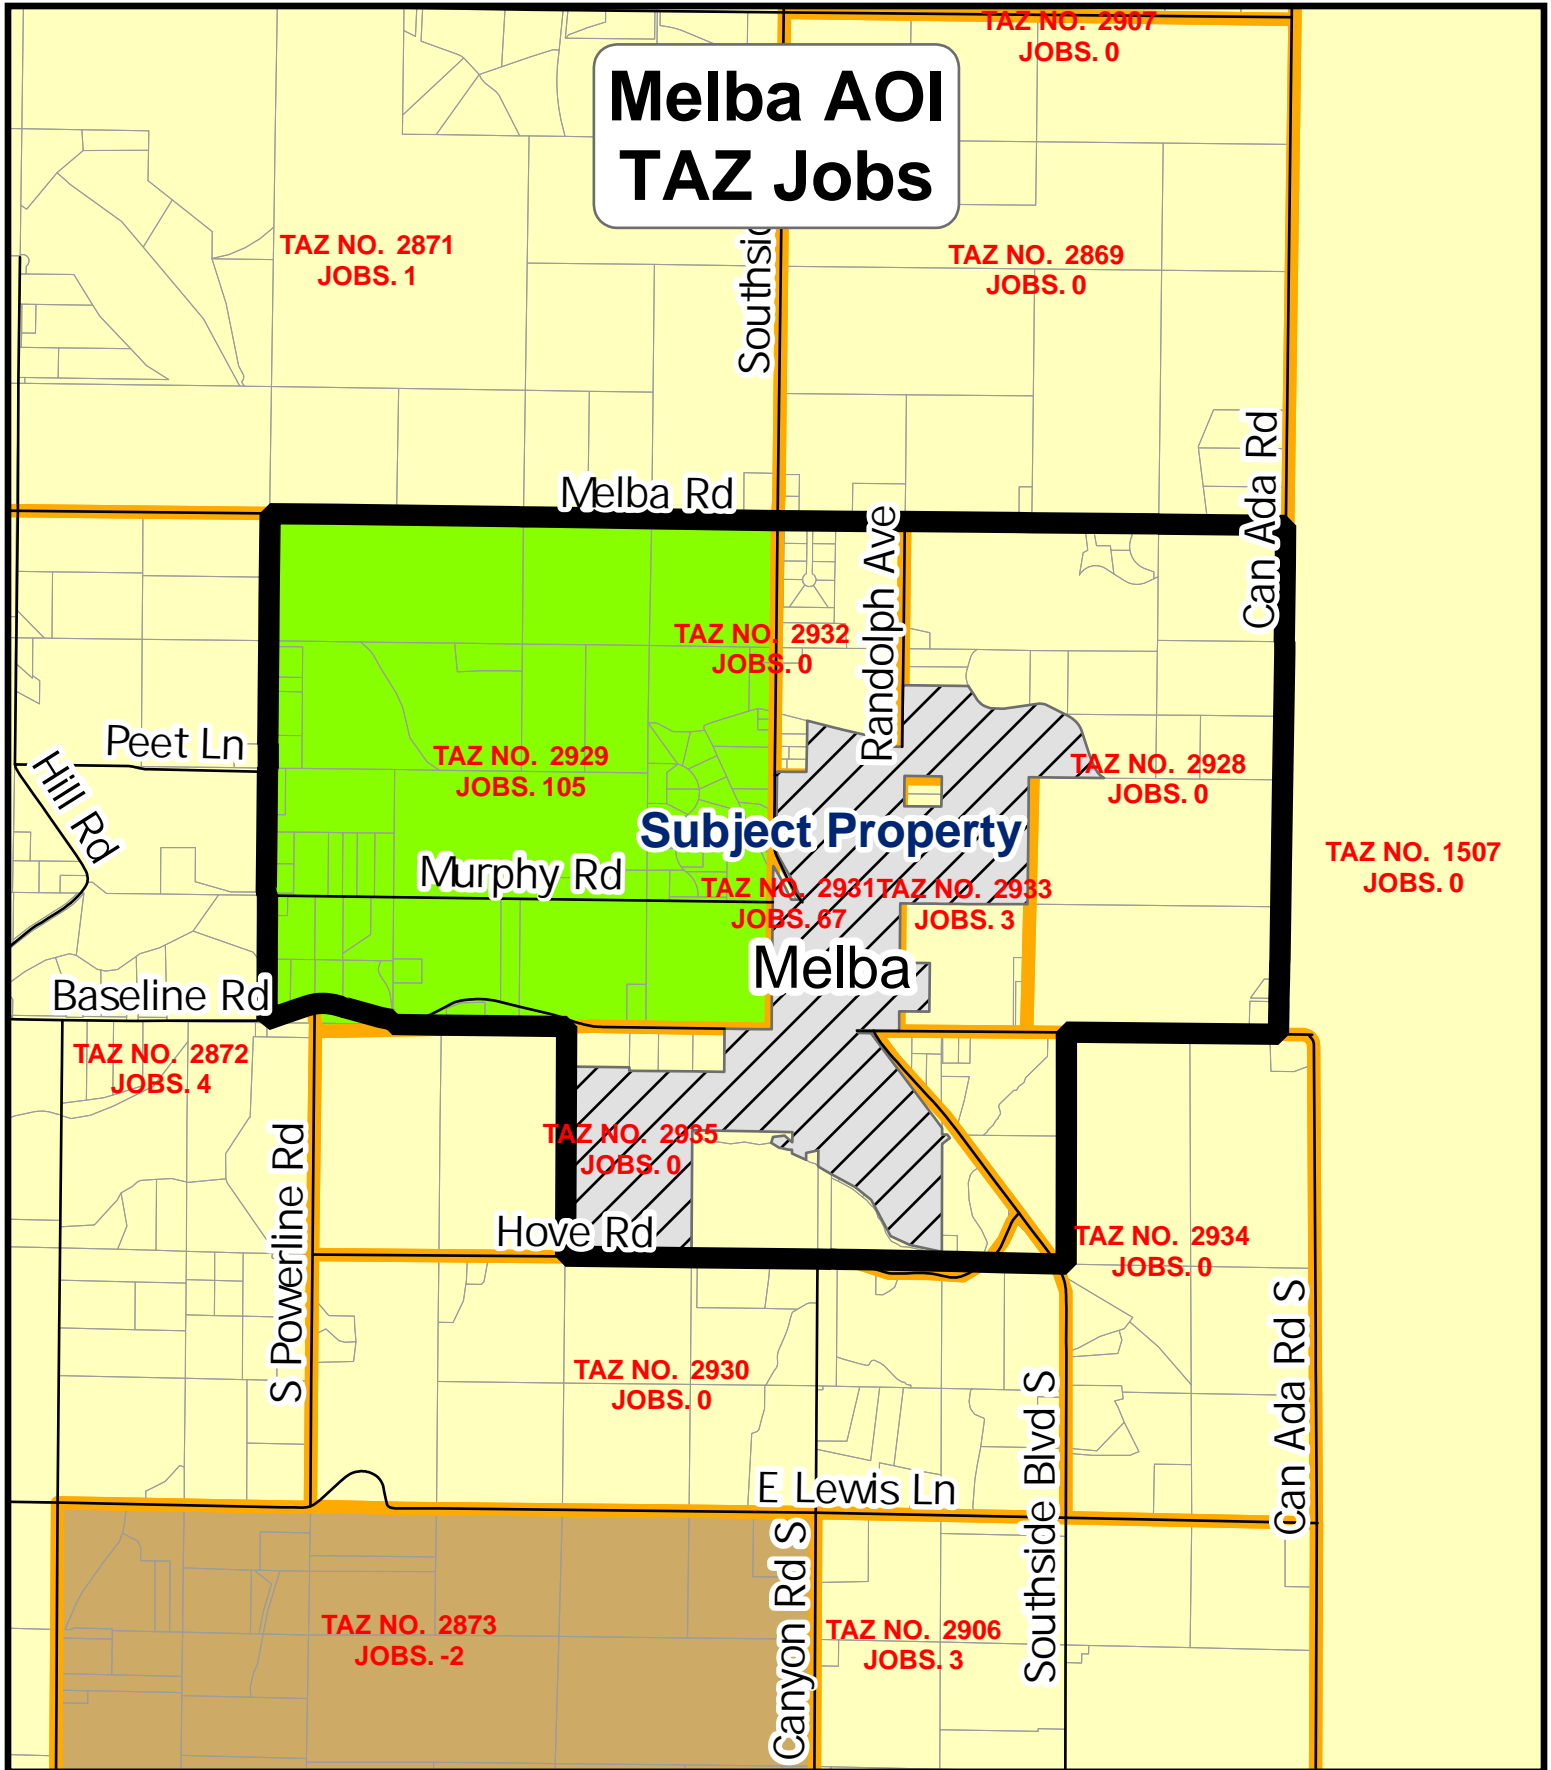 TAZ NO. 2907
JOBS. 0
Melba AOI
TAZ Jobs
TAZ NO. 2871
JOBS. 1
Southsid
TAZ NO. 2869
JOBS. 0
Can Ada Rd
Melba Rd
Randolph Ave
TAZ NO. 2932
JOBS. 0
Peet Ln
Hill Rd
TAZ NO. 2929
JOBS. 105
TAZ NO. 2928
JOBS. 0
Subject Property
TAZ NO. 1507
JOBS. 0
Murphy Rd
TAZ NO. 2931
JOBS. 67
TAZ NO. 2933
JOBS. 3
Melba
Baseline Rd
TAZ NO. 2872
JOBS. 4
S Powerline Rd
TAZ NO. 2935
JOBS. 0
Hove Rd
TAZ NO. 2934
JOBS. 0
Can Ada Rd S
TAZ NO. 2930
JOBS. 0
Southside Blvd S
E Lewis Ln
Canyon Rd S
TAZ NO. 2873
JOBS. -2
TAZ NO. 2906
JOBS. 3